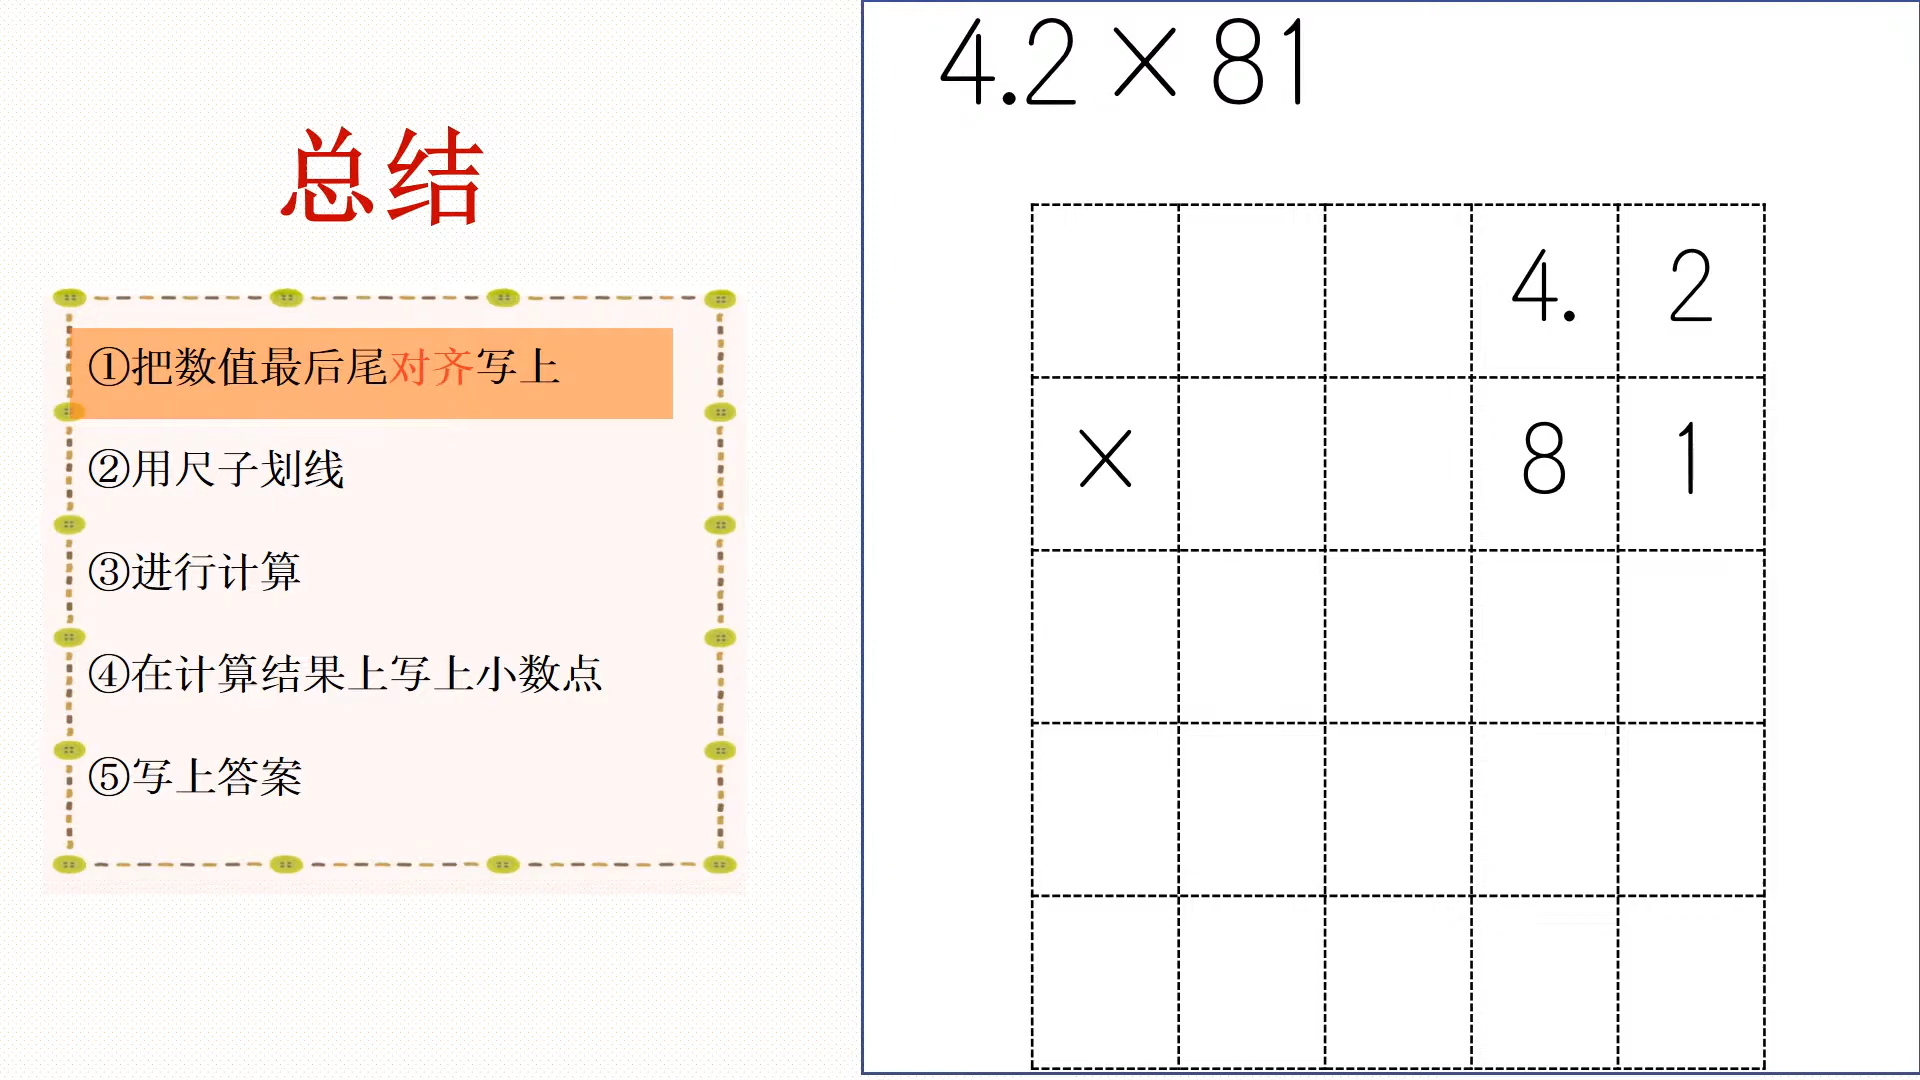 总结
①把数值最后尾对齐写上
②用尺子划线
③进行计算
④在计算结果上写上小数点
⑤写上答案
4.2×81
4. 2
× 8 1